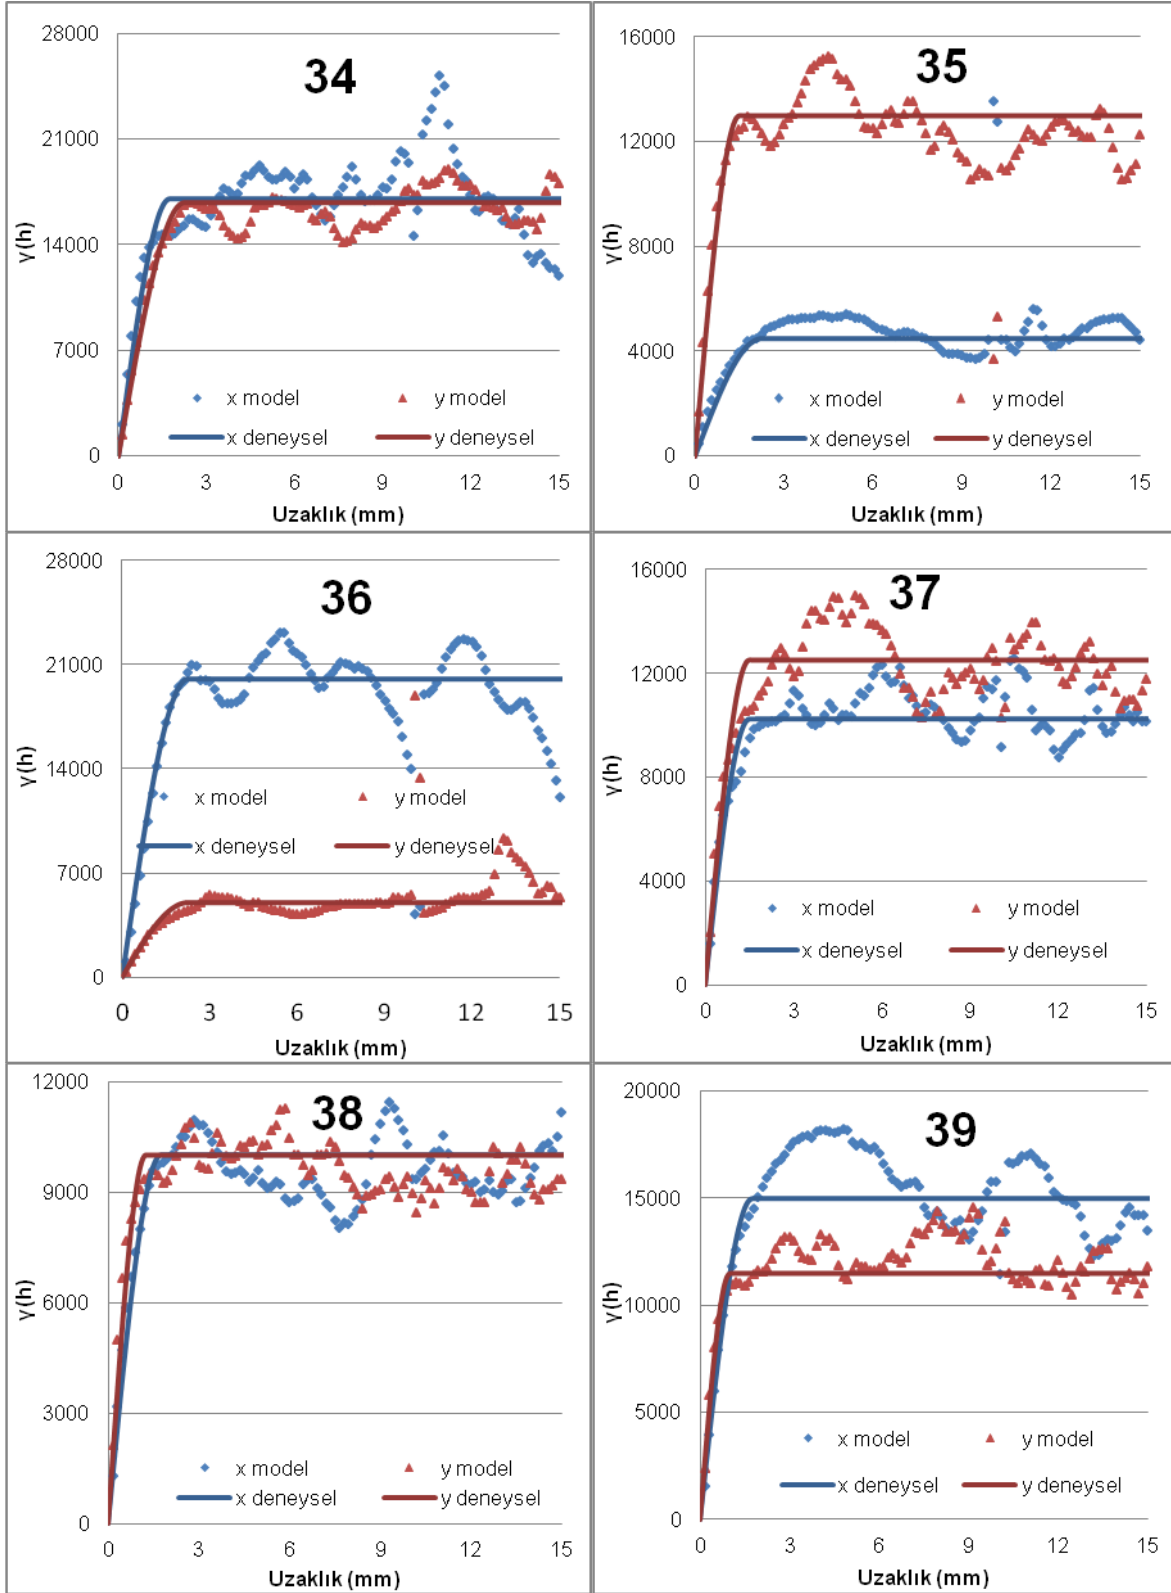 34
28000
21000
14000
7000
0
γ(h)
x model
y model
x deneysel
y deneysel
0 3 6 9 12 15
Uzaklık (mm)
35
16000
12000
8000
4000
0
γ(h)
x model
y model
x deneysel
y deneysel
0 3 6 9 12 15
Uzaklık (mm)
36
28000
21000
14000
7000
0
γ(h)
x model
y model
x deneysel
y deneysel
0 3 6 9 12 15
Uzaklık (mm)
37
16000
12000
8000
4000
0
γ(h)
x model
y model
x deneysel
y deneysel
0 3 6 9 12 15
Uzaklık (mm)
38
12000
9000
6000
3000
0
γ(h)
x model
y model
x deneysel
y deneysel
0 3 6 9 12 15
Uzaklık (mm)
39
20000
15000
10000
5000
0
γ(h)
x model
y model
x deneysel
y deneysel
0 3 6 9 12 15
Uzaklık (mm)